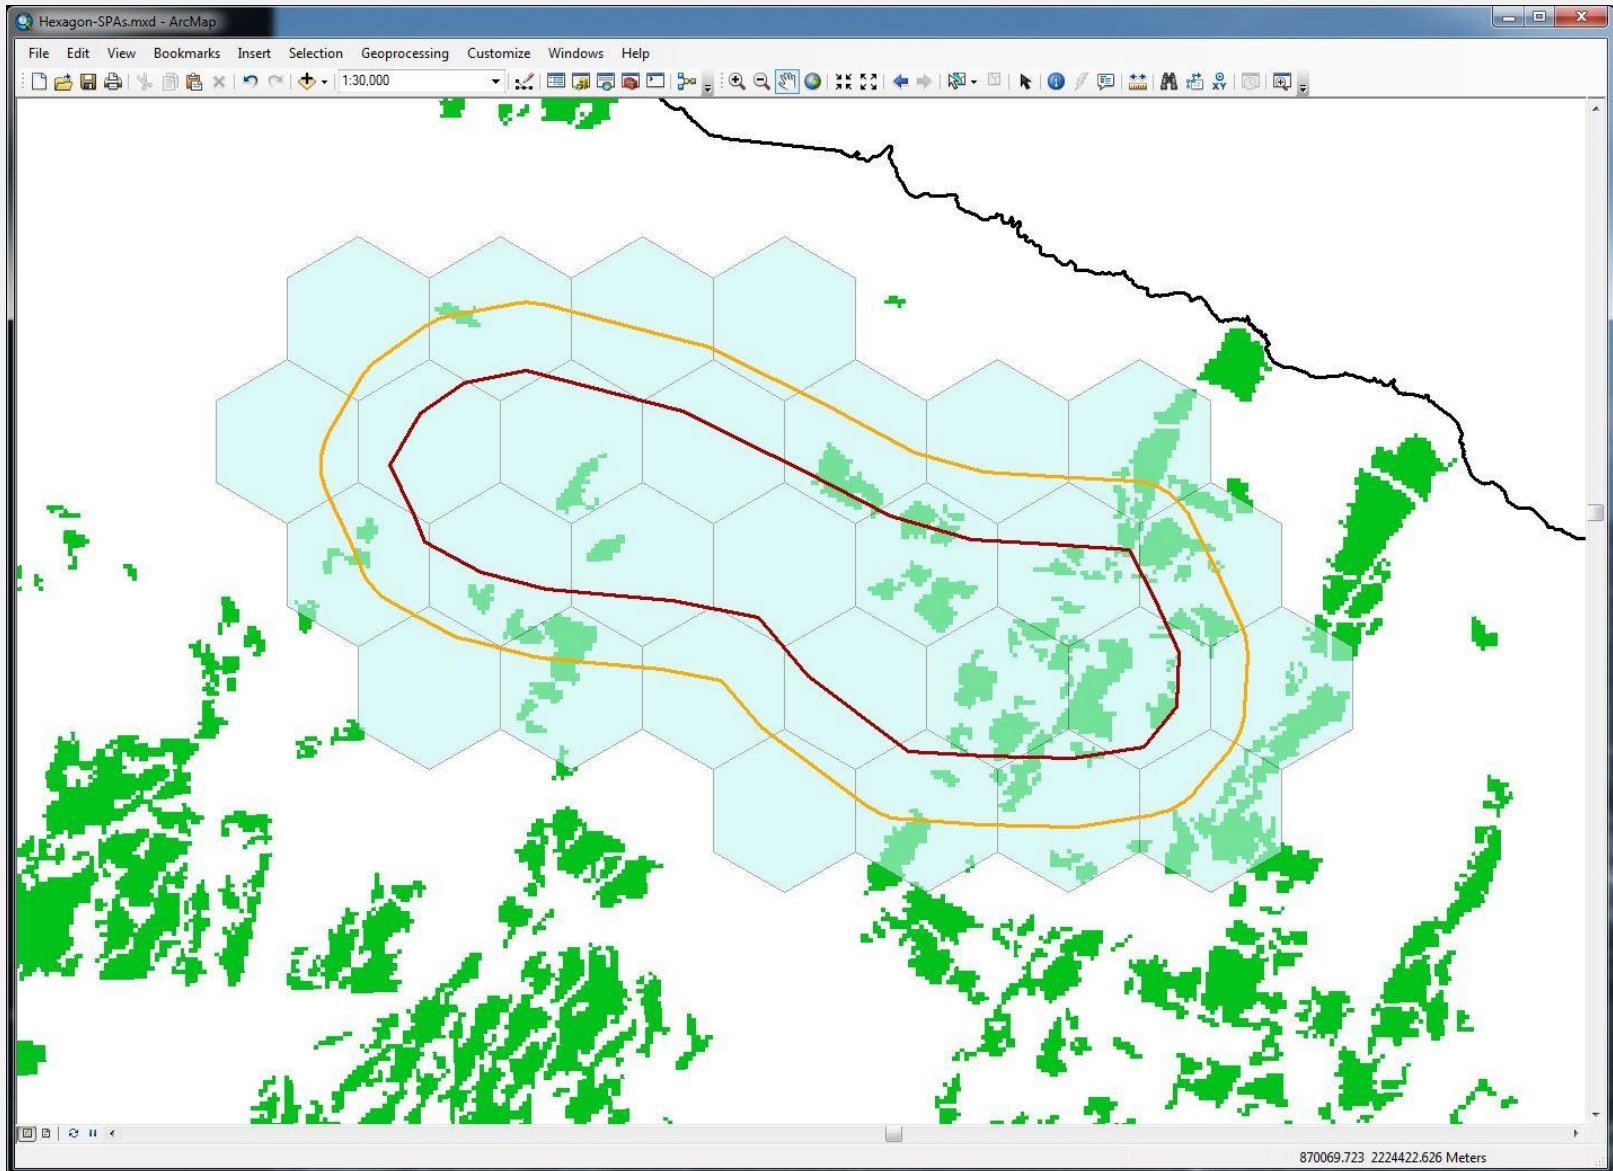 Hexagon-SPAs.mxd - ArcMap
File Edit View Bookmarks Insert Selection Geoprocessing Customize Windows Help
1:30,000
870069.723 2224422.626 Meters